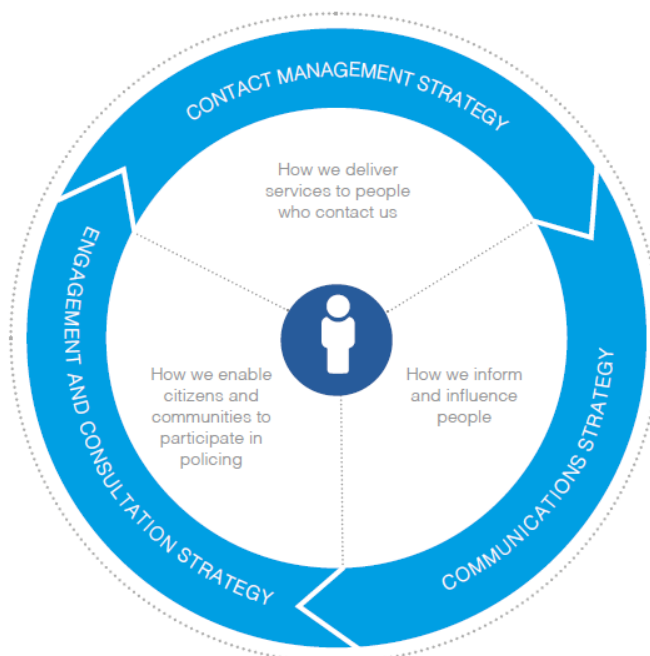 CONTACT MANAGEMENT STRATEGY
How we deliver
services to people
who contact us
How we enable
citizens and
communities to
participate in
policing
How we inform
and influence
people
ENGAGEMENT AND CONSULTATION STRATEGY
COMMUNICATIONS STRATEGY